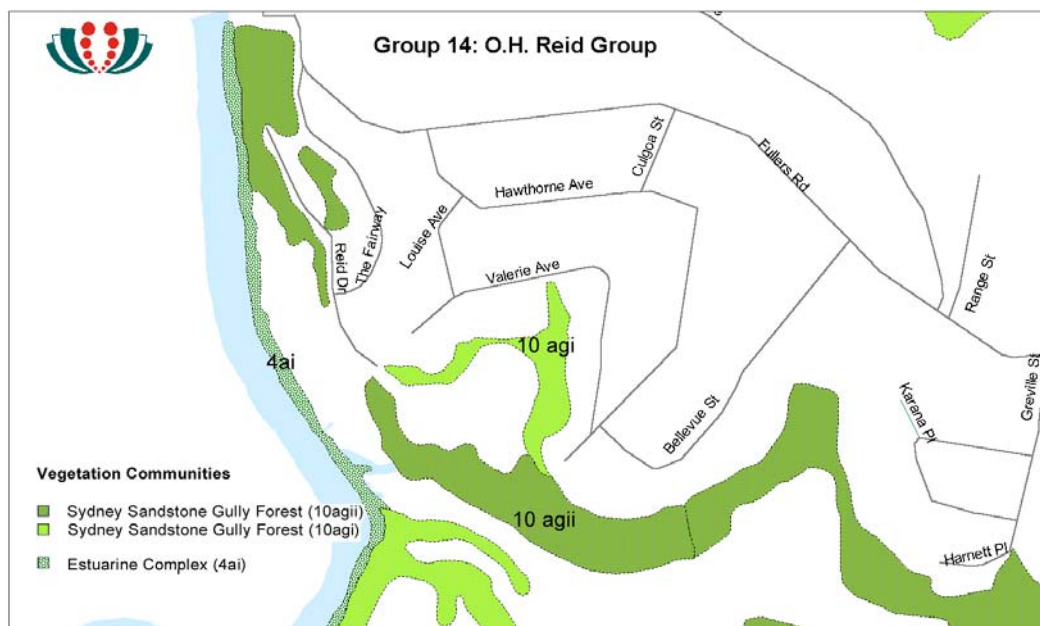 Group 14: O.H. Reid Group
Culgoa St
Fullers Rd
Hawthorne Ave
Louise Ave
The Fairway
Reid Dr
Valerie Ave
Range St
10 agi
4ai
Greville St
Karana Pl
Bellevue St
Vegetation Communities
Sydney Sandstone Gully Forest (10agii)
Sydney Sandstone Gully Forest (10agi)
Estuarine Complex (4ai)
10 agii
Harnett Pl